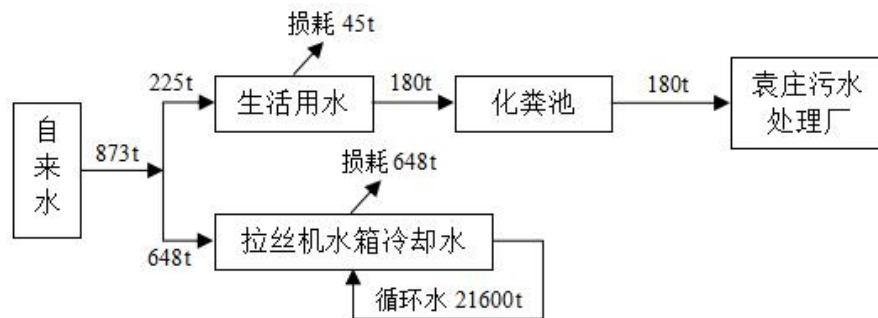 损耗 45t
225t
生活用水
180t
化粪池
180t
袁庄污水
处理厂
自
来
水
873t
损耗 648t
648t
拉丝机水箱冷却水
循环水 21600t